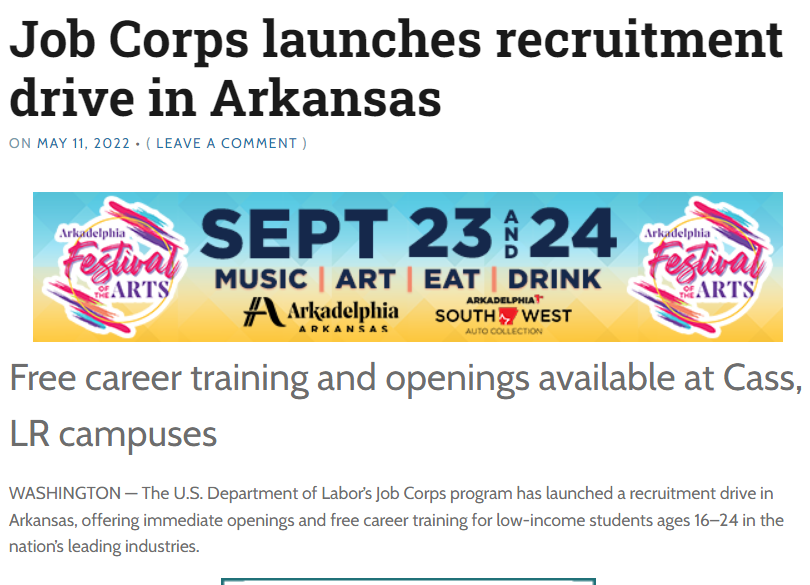 Job Corps launches recruitment
drive in Arkansas
ON MAY 11, 2022 • ( LEAVE A COMMENT )
Arkadelphia
Festival
OF THE ARTS
SEPT 23 AND 24
MUSIC | ART | EAT | DRINK
Arkadelphia
ARKANSAS
ARKADELPHIA
SOUTHWEST
AUTO COLLECTION
Arkadelphia
Festival
OF THE ARTS
Free career training and openings available at Cass,
LR campuses
WASHINGTON — The U.S. Department of Labor’s Job Corps program has launched a recruitment drive in
Arkansas, offering immediate openings and free career training for low-income students ages 16–24 in the
nation’s leading industries.